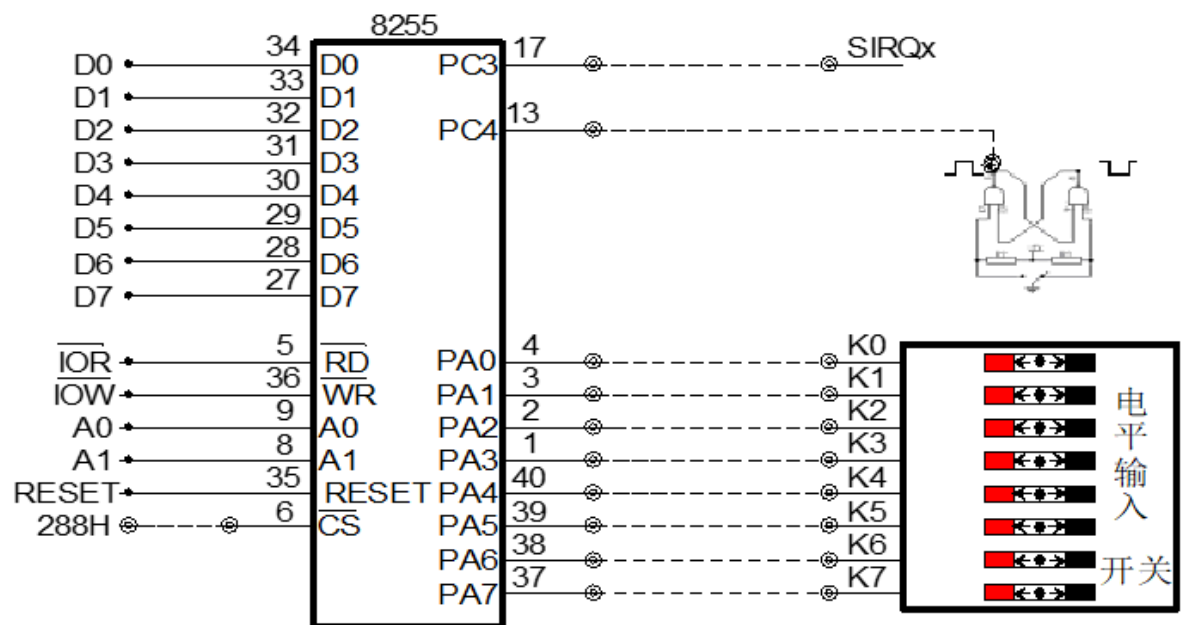 8255
D0 34 D0 PC3 17 SIRQx
D1 33 D1
D2 32 D2 PC4 13
D3 31 D3
D4 30 D4
D5 29 D5
D6 28 D6
D7 27 D7
IOR 5 RD PA0 4 K0
IOW 36 WR PA1 3 K1
A0 9 A0 PA2 2 K2
A1 8 A1 PA3 1 K3
RESET 35 RESET PA4 40 K4
288H 6 CS PA5 39 K5
PA6 38 K6
PA7 37 K7
电平输入
开关